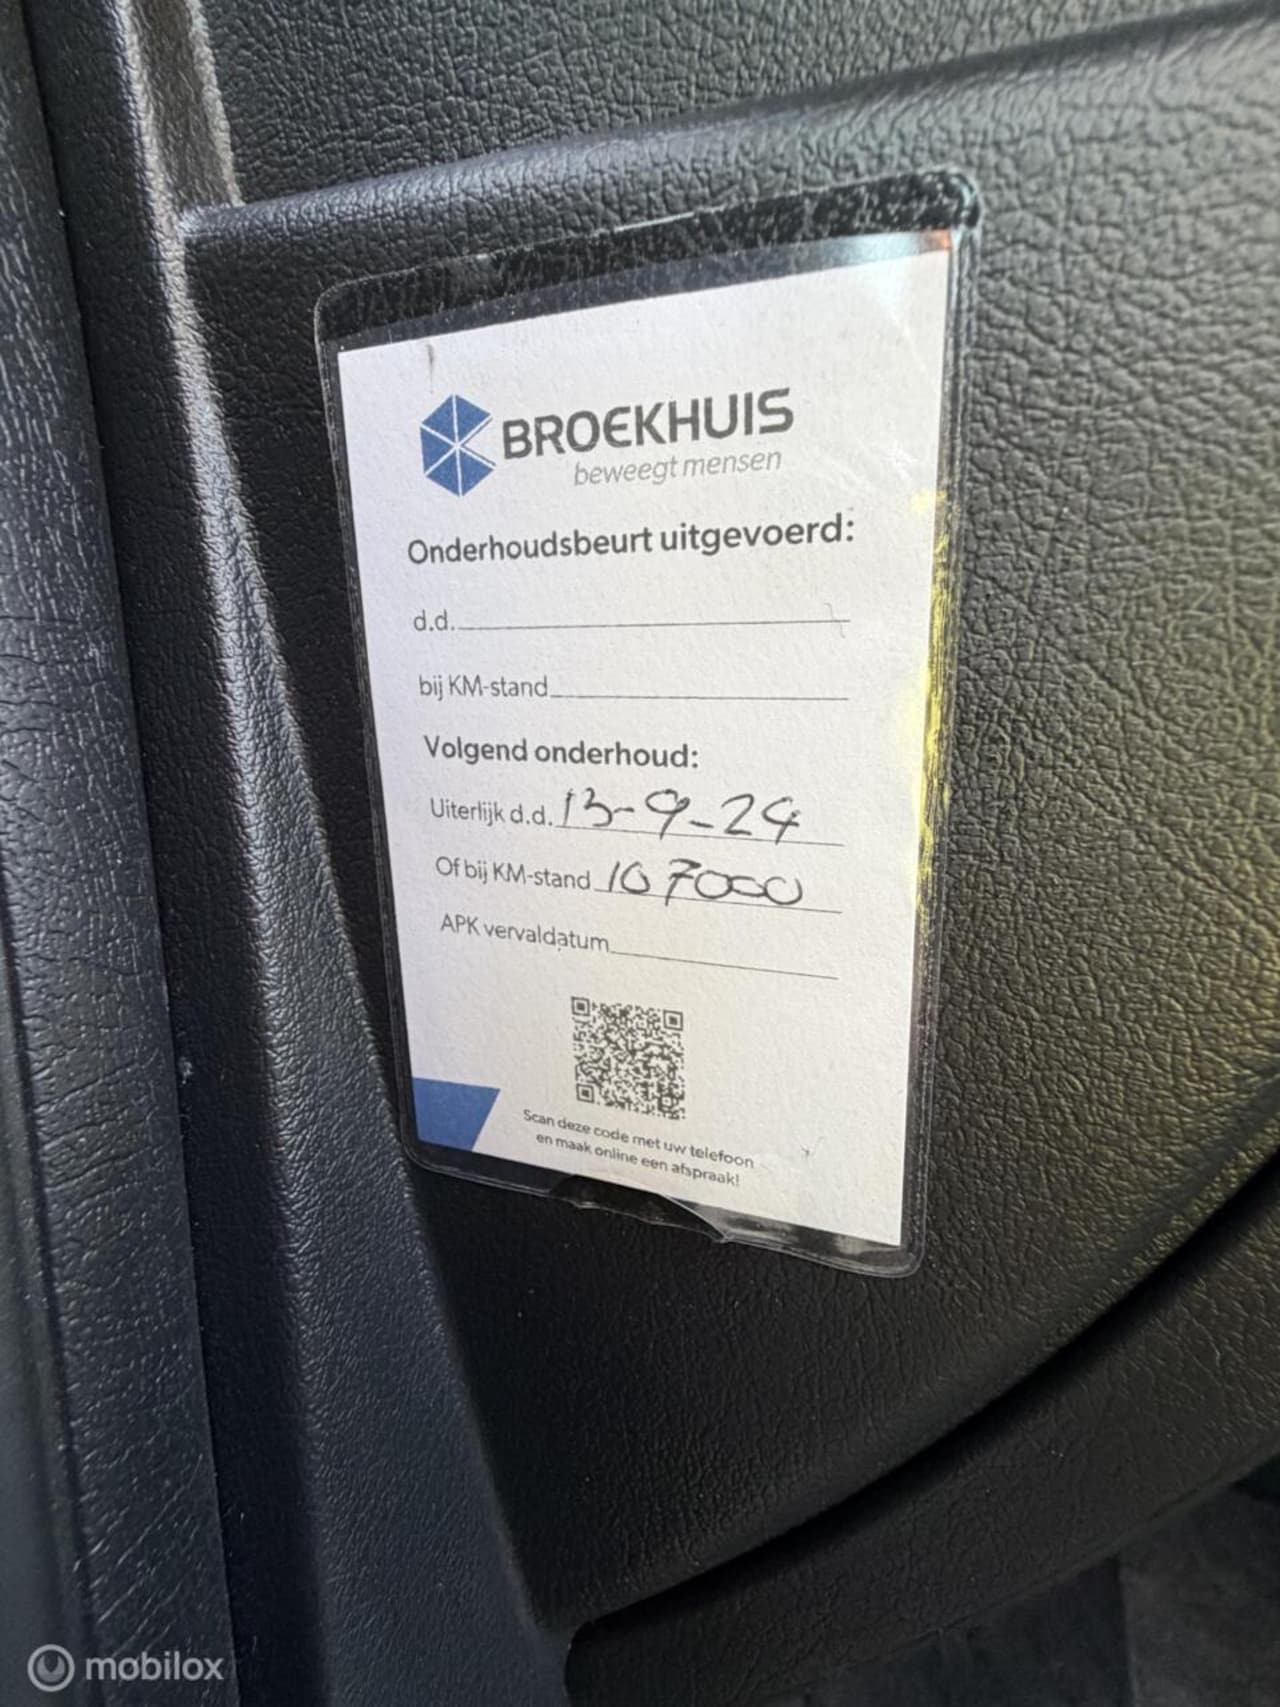 BROEKHUIS
beweegt mensen
Onderhoudsbeurt uitgevoerd:
d.d.
bij KM-stand
Volgend onderhoud:
Uiterlijk d.d. 13-9-24
Of bij KM-stand 107000
APK vervaldatum
Scan deze code met uw telefoon
en maak online een afspraak!
mobilox